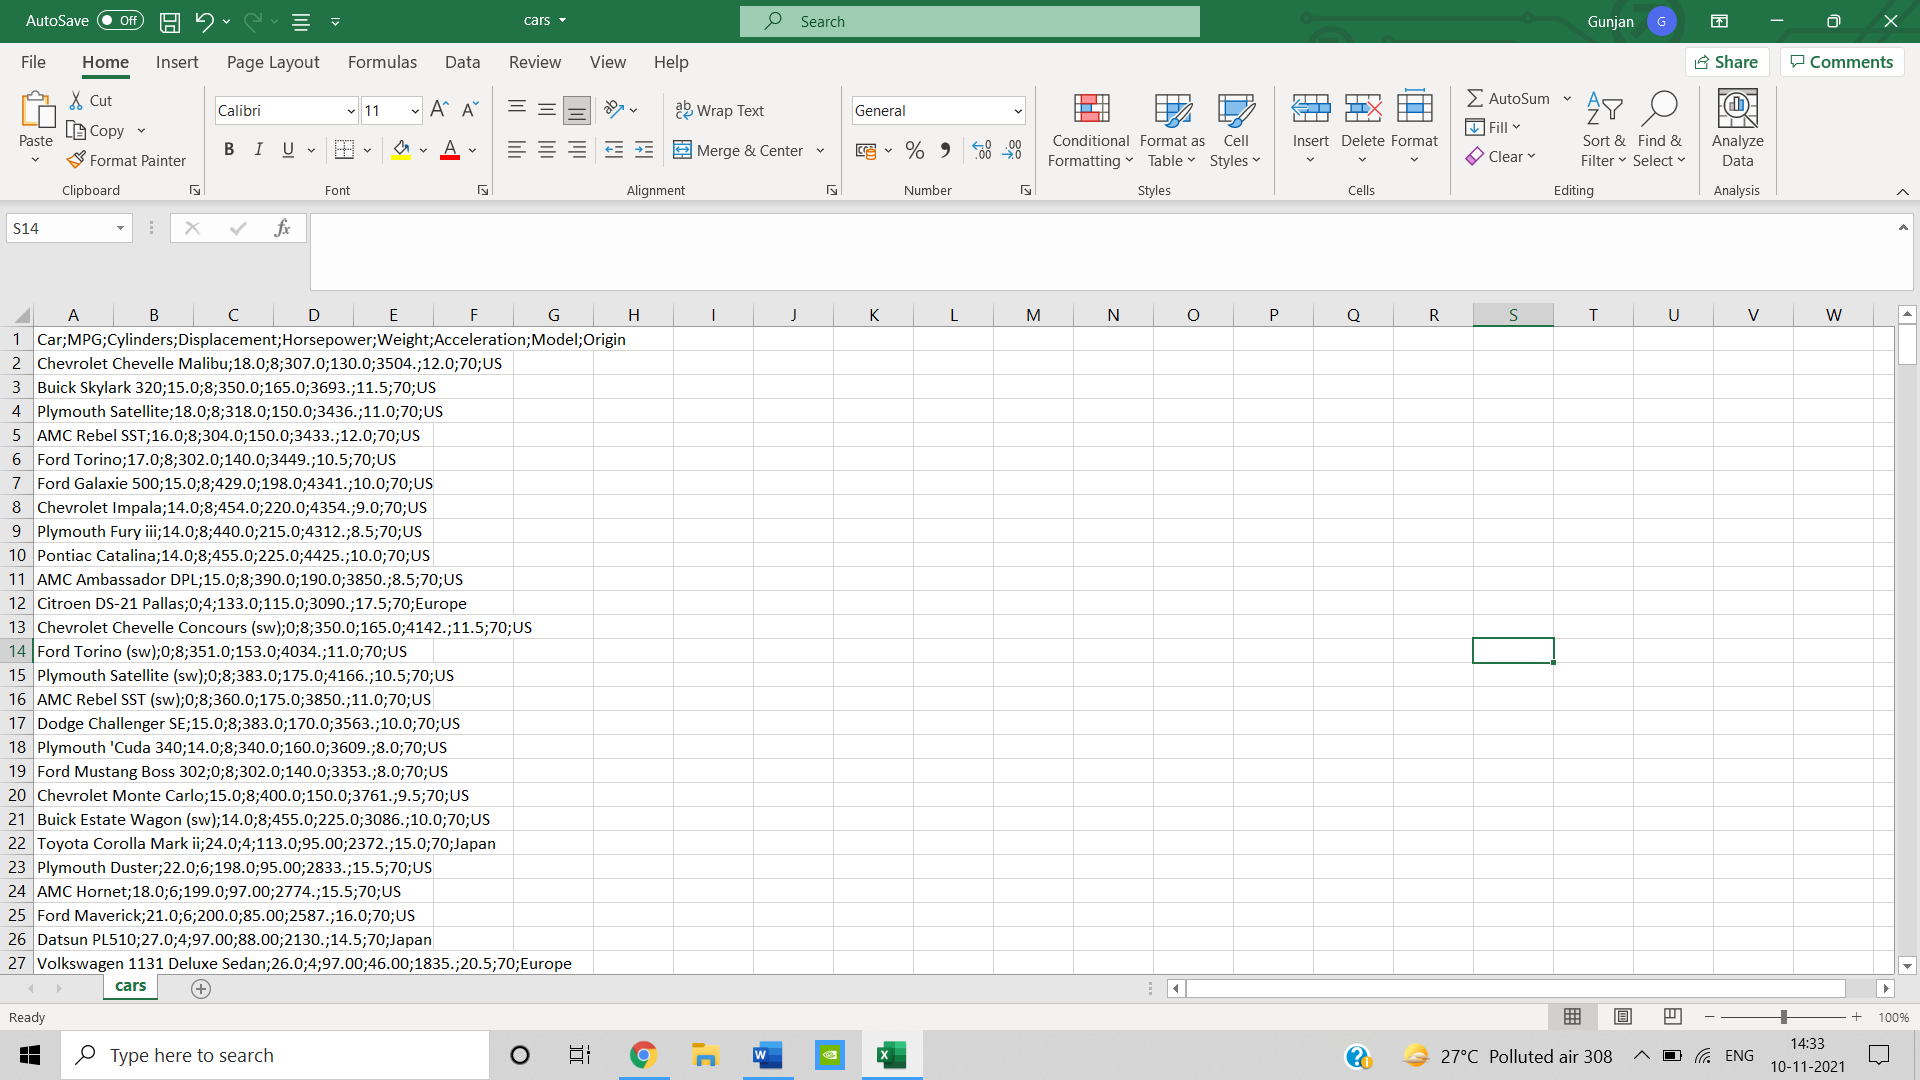 AutoSave Off cars Search Gunjan G
File Home Insert Page Layout Formulas Data Review View Help Share Comments
Paste Cut Copy Format Painter Clipboard
Calibri 11 B I U A Font
ab Wrap Text Merge & Center Alignment
General % Number
Conditional Formatting Format as Table Cell Styles Styles
Insert Delete Format Cells
AutoSum Fill Clear Sort & Filter Find & Select Editing
Analyze Data Analysis
S14 fx
A B C D E F G H I J K L M N O P Q R S T U V W
1 Car;MPG;Cylinders;Displacement;Horsepower;Weight;Acceleration;Model;Origin
2 Chevrolet Chevelle Malibu;18.0;8;307.0;130.0;3504.;12.0;70;US
3 Buick Skylark 320;15.0;8;350.0;165.0;3693.;11.5;70;US
4 Plymouth Satellite;18.0;8;318.0;150.0;3436.;11.0;70;US
5 AMC Rebel SST;16.0;8;304.0;150.0;3433.;12.0;70;US
6 Ford Torino;17.0;8;302.0;140.0;3449.;10.5;70;US
7 Ford Galaxie 500;15.0;8;429.0;198.0;4341.;10.0;70;US
8 Chevrolet Impala;14.0;8;454.0;220.0;4354.;9.0;70;US
9 Plymouth Fury iii;14.0;8;440.0;215.0;4312.;8.5;70;US
10 Pontiac Catalina;14.0;8;455.0;225.0;4425.;10.0;70;US
11 AMC Ambassador DPL;15.0;8;390.0;190.0;3850.;8.5;70;US
12 Citroen DS-21 Pallas;0;4;133.0;115.0;3090.;17.5;70;Europe
13 Chevrolet Chevelle Concours (sw);0;8;350.0;165.0;4142.;11.5;70;US
14 Ford Torino (sw);0;8;351.0;153.0;4034.;11.0;70;US
15 Plymouth Satellite (sw);0;8;383.0;175.0;4166.;10.5;70;US
16 AMC Rebel SST (sw);0;8;360.0;175.0;3850.;11.0;70;US
17 Dodge Challenger SE;15.0;8;383.0;170.0;3563.;10.0;70;US
18 Plymouth 'Cuda 340;14.0;8;340.0;160.0;3609.;8.0;70;US
19 Ford Mustang Boss 302;0;8;302.0;140.0;3353.;8.0;70;US
20 Chevrolet Monte Carlo;15.0;8;400.0;150.0;3761.;9.5;70;US
21 Buick Estate Wagon (sw);14.0;8;455.0;225.0;3086.;10.0;70;US
22 Toyota Corolla Mark ii;24.0;4;113.0;95.00;2372.;15.0;70;Japan
23 Plymouth Duster;22.0;6;198.0;95.00;2833.;15.5;70;US
24 AMC Hornet;18.0;6;199.0;97.00;2774.;15.5;70;US
25 Ford Maverick;21.0;6;200.0;85.00;2587.;16.0;70;US
26 Datsun PL510;27.0;4;97.00;88.00;2130.;14.5;70;Japan
27 Volkswagen 1131 Deluxe Sedan;26.0;4;97.00;46.00;1835.;20.5;70;Europe
cars
Ready 100%
Type here to search 27°C Polluted air 308 ENG 14:33
10-11-2021